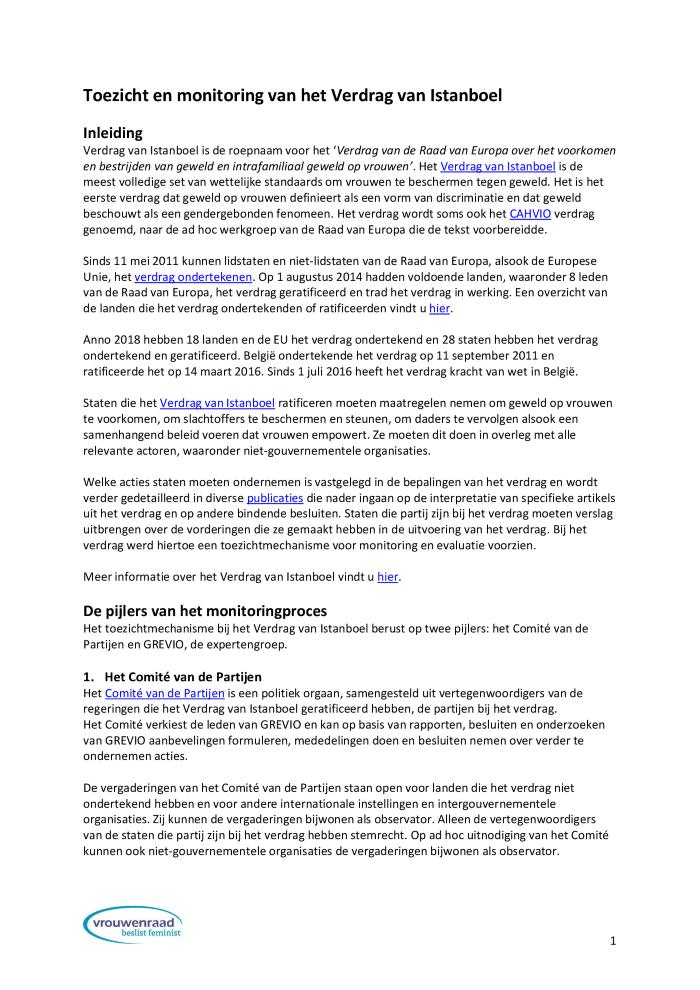 Toezicht en monitoring van het Verdrag van Istanboel
Inleiding
Verdrag van Istanboel is de roepnaam voor het ‘Verdrag van de Raad van Europa over het voorkomen
en bestrijden van geweld en intrafamiliaal geweld op vrouwen’. Het Verdrag van Istanboel is de
meest volledige set van wettelijke standaards om vrouwen te beschermen tegen geweld. Het is het
eerste verdrag dat geweld op vrouwen definieert als een vorm van discriminatie en dat geweld
beschouwt als een gendergebonden fenomeen. Het verdrag wordt soms ook het CAHVIO verdrag
genoemd, naar de ad hoc werkgroep van de Raad van Europa die de tekst voorbereidde.
Sinds 11 mei 2011 kunnen lidstaten en niet-lidstaten van de Raad van Europa, alsook de Europese
Unie, het verdrag ondertekenen. Op 1 augustus 2014 hadden voldoende landen, waaronder 8 leden
van de Raad van Europa, het verdrag geratificeerd en trad het verdrag in werking. Een overzicht van
de landen die het verdrag ondertekenden of ratificeerden vindt u hier.
Anno 2018 hebben 18 landen en de EU het verdrag ondertekend en 28 staten hebben het verdrag
ondertekend en geratificeerd. België ondertekende het verdrag op 11 september 2011 en
ratificeerde het op 14 maart 2016. Sinds 1 juli 2016 heeft het verdrag kracht van wet in België.
Staten die het Verdrag van Istanboel ratificeren moeten maatregelen nemen om geweld op vrouwen
te voorkomen, om slachtoffers te beschermen en steunen, om daders te vervolgen alsook een
samenhangend beleid voeren dat vrouwen empowert. Ze moeten dit doen in overleg met alle
relevante actoren, waaronder niet-gouvernementele organisaties.
Welke acties staten moeten ondernemen is vastgelegd in de bepalingen van het verdrag en wordt
verder gedetailleerd in diverse publicaties die nader ingaan op de interpretatie van specifieke artikels
uit het verdrag en op andere bindende besluiten. Staten die partij zijn bij het verdrag moeten verslag
uitbrengen over de vorderingen die ze gemaakt hebben in de uitvoering van het verdrag. Bij het
verdrag werd hiertoe een toezichtmechanisme voor monitoring en evaluatie voorzien.
Meer informatie over het Verdrag van Istanboel vindt u hier.
De pijlers van het monitoringproces
Het toezichtmechanisme bij het Verdrag van Istanboel berust op twee pijlers: het Comité van de
Partijen en GREVIO, de expertengroep.
1. Het Comité van de Partijen
Het Comité van de Partijen is een politiek orgaan, samengesteld uit vertegenwoordigers van de
regeringen die het Verdrag van Istanboel geratificeerd hebben, de partijen bij het verdrag.
Het Comité verkiest de leden van GREVIO en kan op basis van rapporten, besluiten en onderzoeken
van GREVIO aanbevelingen formuleren, mededelingen doen en besluiten nemen over verder te
ondernemen acties.
De vergaderingen van het Comité van de Partijen staan open voor landen die het verdrag niet
ondertekend hebben en voor andere internationale instellingen en intergouvernementele
organisaties. Zij kunnen de vergaderingen bijwonen als observator. Alleen de vertegenwoordigers
van de staten die partij zijn bij het verdrag hebben stemrecht. Op ad hoc uitnodiging van het Comité
kunnen ook niet-gouvernementele organisaties de vergaderingen bijwonen als observator.
vrouwenraad
beslist feminist
1